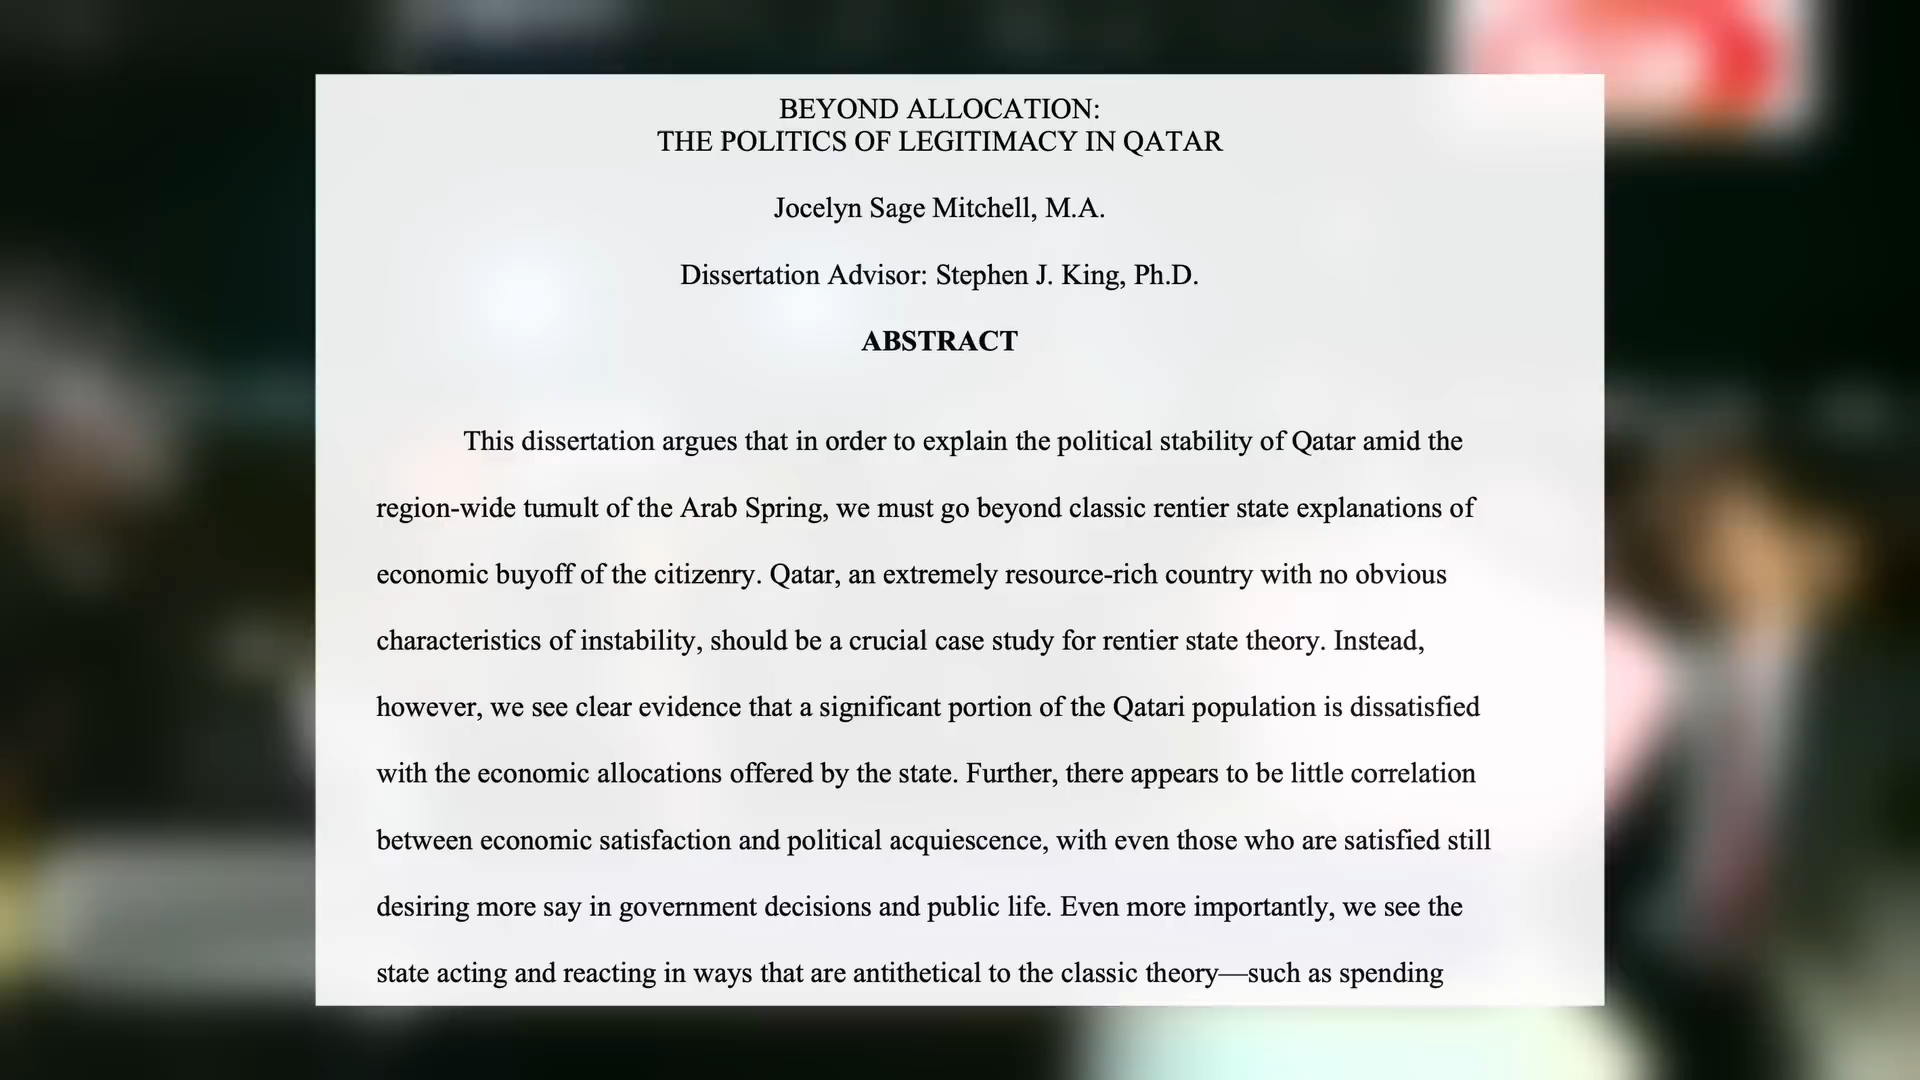 BEYOND ALLOCATION:
THE POLITICS OF LEGITIMACY IN QATAR
Jocelyn Sage Mitchell, M.A.
Dissertation Advisor: Stephen J. King, Ph.D.
ABSTRACT
This dissertation argues that in order to explain the political stability of Qatar amid the
region-wide tumult of the Arab Spring, we must go beyond classic rentier state explanations of
economic buyoff of the citizenry. Qatar, an extremely resource-rich country with no obvious
characteristics of instability, should be a crucial case study for rentier state theory. Instead,
however, we see clear evidence that a significant portion of the Qatari population is dissatisfied
with the economic allocations offered by the state. Further, there appears to be little correlation
between economic satisfaction and political acquiescence, with even those who are satisfied still
desiring more say in government decisions and public life. Even more importantly, we see the
state acting and reacting in ways that are antithetical to the classic theory—such as spending